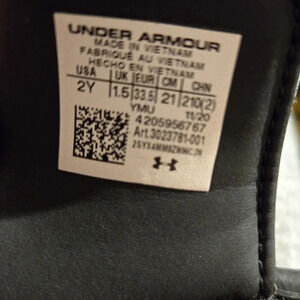 UNDER ARMOUR
MADE IN VIETNAM
FABRIQUÉ AU VIETNAM
HECHO EN VIETNAM
USA UK EUR CM CHN
2Y 1.5 33.5 21 210(2)
YMU 11/20
4205956767
Art.3023781-001